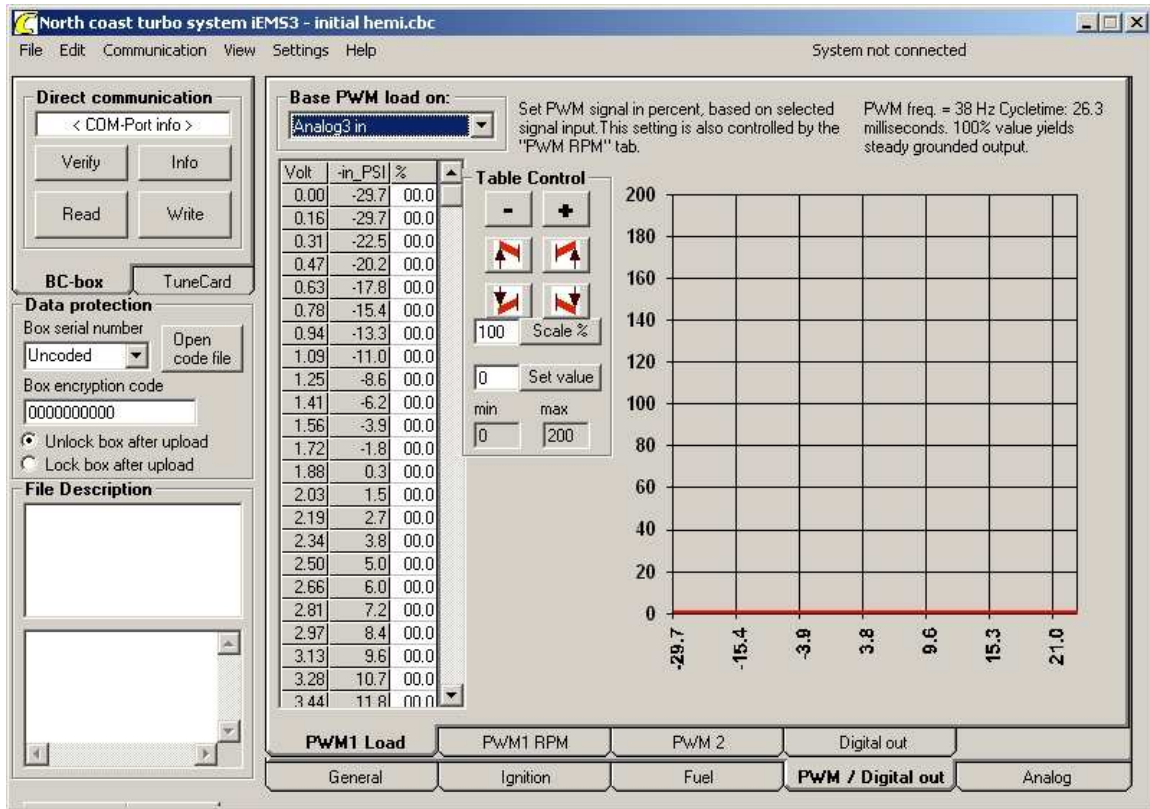 North coast turbo system iEMS3 - initial hemi.cbc
File Edit Communication View Settings Help System not connected
Direct communication
< COM-Port info >
Verify Info
Read Write
BC-box TuneCard
Data protection
Box serial number
Uncoded
Open code file
Box encryption code
0000000000
Unlock box after upload
Lock box after upload
File Description
Base PWM load on:
Analog3 in
Set PWM signal in percent, based on selected
signal input.This setting is also controlled by the
"PWM RPM" tab.
PWM freq. = 38 Hz Cycletime: 26.3
milliseconds. 100% value yields
steady grounded output.
Volt -in_PSI %
0.00 -29.7 00.0
0.16 -29.7 00.0
0.31 -22.5 00.0
0.47 -20.2 00.0
0.63 -17.8 00.0
0.78 -15.4 00.0
0.94 -13.3 00.0
1.09 -11.0 00.0
1.25 -8.6 00.0
1.41 -6.2 00.0
1.56 -3.9 00.0
1.72 -1.8 00.0
1.88 0.3 00.0
2.03 1.5 00.0
2.19 2.7 00.0
2.34 3.8 00.0
2.50 5.0 00.0
2.66 6.0 00.0
2.81 7.2 00.0
2.97 8.4 00.0
3.13 9.6 00.0
3.28 10.7 00.0
3.44 11.8 00.0
Table Control
- +
100 Scale %
0 Set value
min max
0 200
200
180
160
140
120
100
80
60
40
20
0
-29.7 -15.4 -3.9 3.8 9.6 15.3 21.0
PWM1 Load PWM1 RPM PWM 2 Digital out
General Ignition Fuel PWM / Digital out Analog